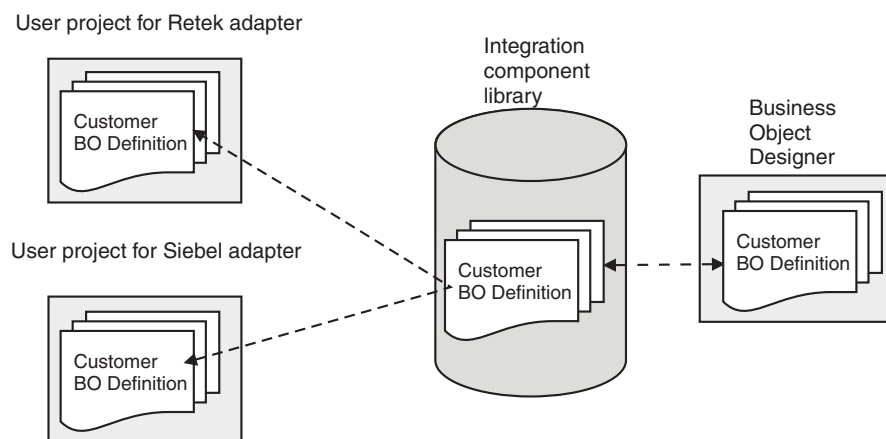 User project for Retek adapter
Customer
BO Definition
User project for Siebel adapter
Customer
BO Definition
Integration
component
library
Customer
BO Definition
Business
Object
Designer
Customer
BO Definition